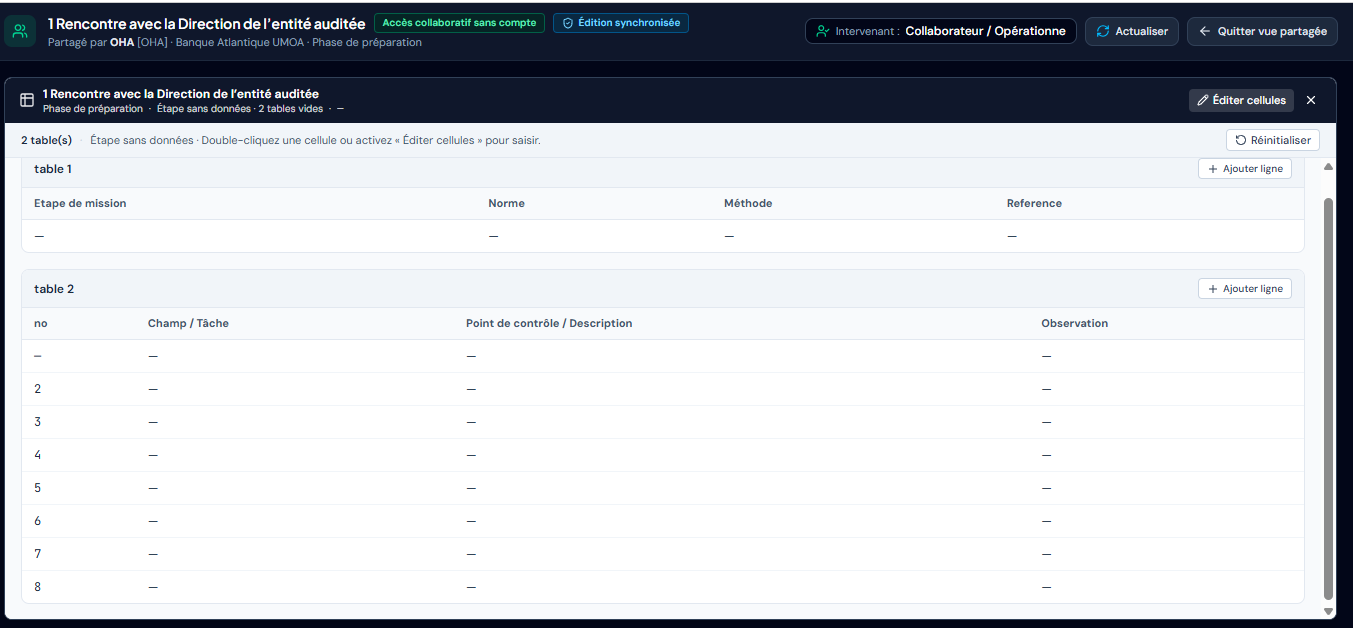 1 Rencontre avec la Direction de l'entité auditée Accès collaboratif sans compte Édition synchronisée
Partagé par OHA [OHA] · Banque Atlantique UMOA · Phase de préparation
Intervenant : Collaborateur / Opérationne
Actualiser
Quitter vue partagée
1 Rencontre avec la Direction de l'entité auditée
Phase de préparation · Étape sans données · 2 tables vides · —
Éditer cellules
2 table(s) · Étape sans données · Double-cliquez une cellule ou activez « Éditer cellules » pour saisir.
Réinitialiser
table 1
Ajouter ligne
Etape de mission Norme Méthode Reference
— — — —
table 2
Ajouter ligne
no Champ / Tâche Point de contrôle / Description Observation
— — — —
2 — — —
3 — — —
4 — — —
5 — — —
6 — — —
7 — — —
8 — — —